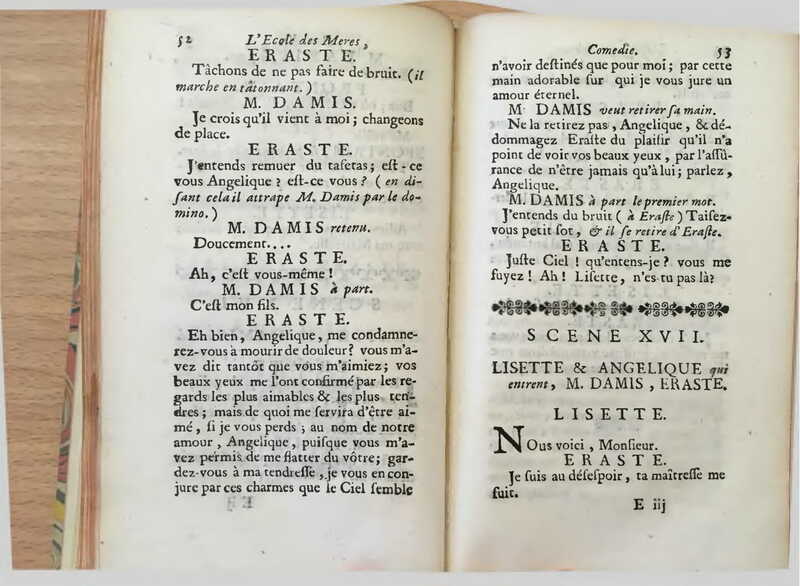 52 L'Ecole des Meres,
ERASTE.
Tâchons de ne pas faire de bruit. (il
marche en tâtonnant.)
M. DAMIS.
Je crois qu'il vient à moi; changeons
de place.
ERASTE.
J'entends remuer du tafetas; eſt-ce
vous Angelique? eſt-ce vous? (en di-
ſant cela il attrape M. Damis par le do-
mino.)
M. DAMIS retenu.
Doucement....
ERASTE.
Ah, c'eſt vous-même!
M. DAMIS à part.
C'eſt mon fils.
ERASTE.
Eh bien, Angelique, me condamne-
rez-vous à mourir de douleur? vous m'a-
vez dit tantôt que vous m'aimiez; vos
beaux yeux me l'ont confirmé par les re-
gards les plus aimables & les plus ten-
dres; mais de quoi me ſervira d'être ai-
mé, ſi je vous perds; au nom de notre
amour, Angelique, puiſque vous m'a-
vez permis de me flatter du vôtre; gar-
dez-vous à ma tendreſſe, je vous en con-
jure par ces charmes que le Ciel ſemble
Comedie. 53
n'avoir deſtinés que pour moi; par cette
main adorable ſur qui je vous jure un
amour éternel.
M. DAMIS veut retirer ſa main.
Ne la retirez pas, Angelique, & dé-
dommagez Eraſte du plaiſir qu'il n'a
point de voir vos beaux yeux, par l'aſſû-
rance de n'être jamais qu'à lui; parlez,
Angelique.
M. DAMIS à part le premier mot.
J'entends du bruit (à Eraſte) Taiſez-
vous petit ſot, & il ſe retire d'Eraſte.
ERASTE.
Juſte Ciel! qu'entens-je? vous me
fuyez! Ah! Liſette, n'es-tu pas là?
SCENE XVII.
LISETTE & ANGELIQUE qui
entrent, M. DAMIS, ERASTE.
LISETTE.
NOus voici, Monſieur.
ERASTE.
Je ſuis au déſeſpoir, ta maîtreſſe me
fuit.
E iij